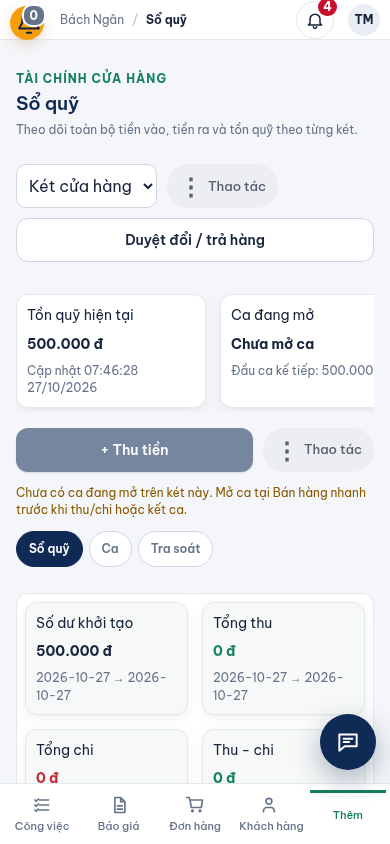 0
Bách Ngân / Sổ quỹ
4
TM
TÀI CHÍNH CỬA HÀNG
Sổ quỹ
Theo dõi toàn bộ tiền vào, tiền ra và tồn quỹ theo từng két.
Két cửa hàng
Thao tác
Duyệt đổi / trả hàng
Tồn quỹ hiện tại
500.000 đ
Cập nhật 07:46:28
27/10/2026
Ca đang mở
Chưa mở ca
Đầu ca kế tiếp: 500.000
+ Thu tiền
Thao tác
Chưa có ca đang mở trên két này. Mở ca tại Bán hàng nhanh
trước khi thu/chi hoặc kết ca.
Sổ quỹ
Ca
Tra soát
Số dư khởi tạo
500.000 đ
2026-10-27 → 2026-
10-27
Tổng thu
0 đ
2026-10-27 → 2026-
10-27
Tổng chi
0 đ
Thu - chi
0 đ
Công việc
Báo giá
Đơn hàng
Khách hàng
Thêm